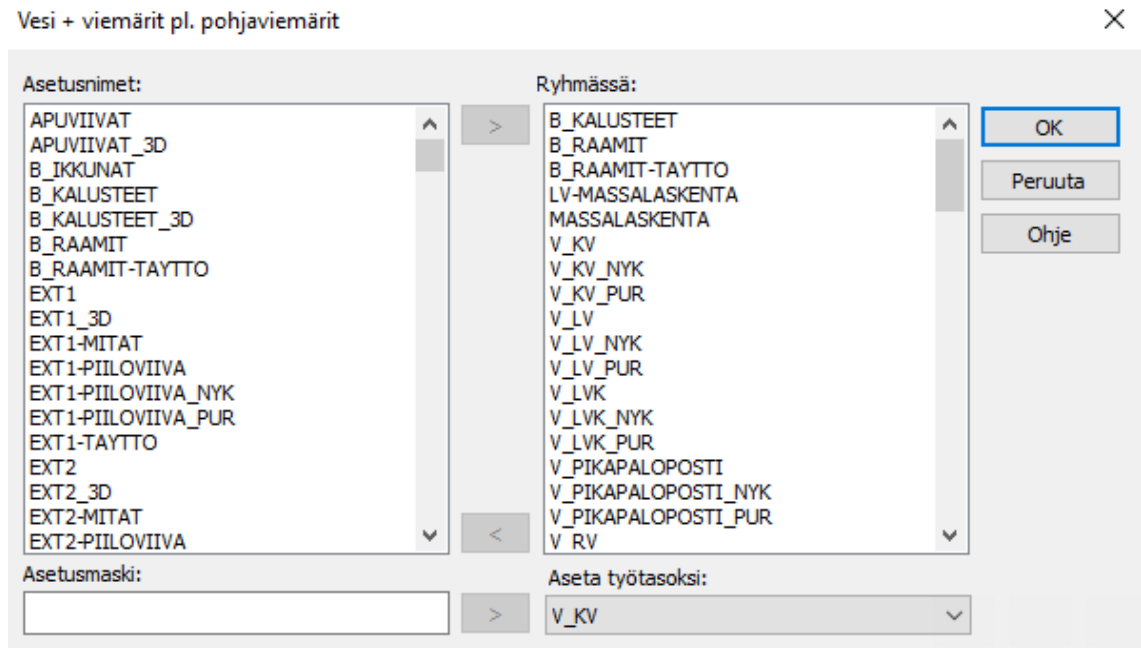 Vesi + viemärit pl. pohjaviemärit
Asetusnimet:
APUVIIVAT
APUVIIVAT_3D
B_IKKUNAT
B_KALUSTEET
B_KALUSTEET_3D
B_RAAMIT
B_RAAMIT-TAYTTO
EXT1
EXT1_3D
EXT1-MITAT
EXT1-PIILOVIIVA
EXT1-PIILOVIIVA_NYK
EXT1-PIILOVIIVA_PUR
EXT1-TAYTTO
EXT2
EXT2_3D
EXT2-MITAT
EXT2-PIILOVIIVA
Asetusmaski:
>
<
>
Ryhmässä:
B_KALUSTEET
B_RAAMIT
B_RAAMIT-TAYTTO
LV-MASSALASKENTA
MASSALASKENTA
V_KV
V_KV_NYK
V_KV_PUR
V_LV
V_LV_NYK
V_LV_PUR
V_LVK
V_LVK_NYK
V_LVK_PUR
V_PIKAPALOPOSTI
V_PIKAPALOPOSTI_NYK
V_PIKAPALOPOSTI_PUR
V_RV
Aseta työtasoksi:
V_KV
OK
Peruuta
Ohje